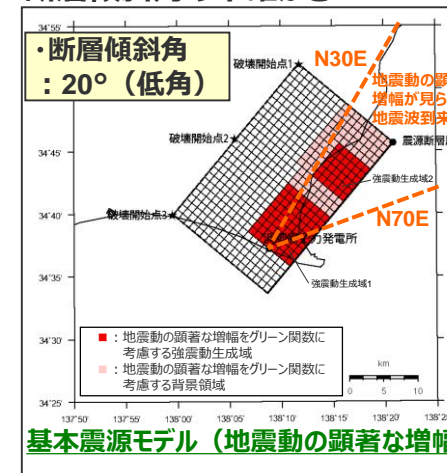 ・断層傾斜角
：20°（低角）
34˚55'
34˚45'
34˚40'
34˚35'
34˚30'
34˚25'
破壊開始点1
N30E
地震動の顕
増幅が見ら
地震波到来
破壊開始点2
震源断層
強震動生成域2
破壊開始点3
N70E
力発電所
強震動生成域1
■：地震動の顕著な増幅をグリーン関数に
考慮する強震動生成域
■：地震動の顕著な増幅をグリーン関数に
考慮する背景領域
km
0 5 10
137˚50' 137˚55' 138˚00' 138˚05' 138˚10' 138˚15' 138˚20' 138˚2
基本震源モデル（地震動の顕著な増幅